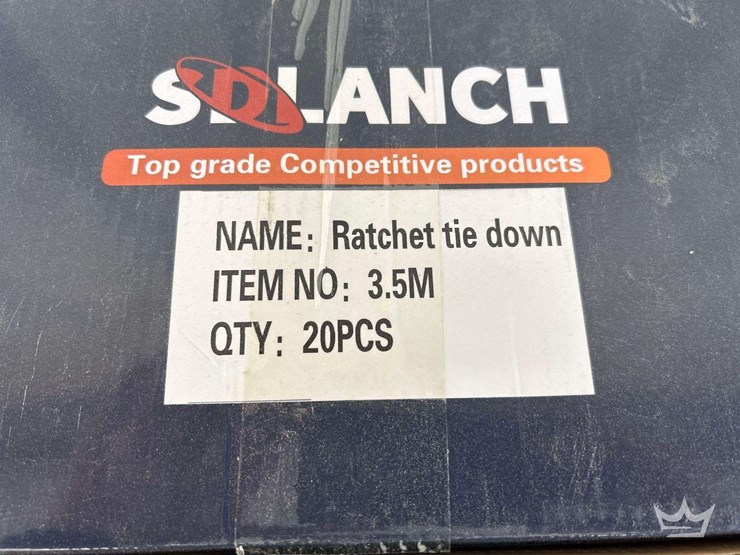 SDLANCH
Top grade Competitive products
NAME: Ratchet tie down
ITEM NO: 3.5M
QTY: 20PCS